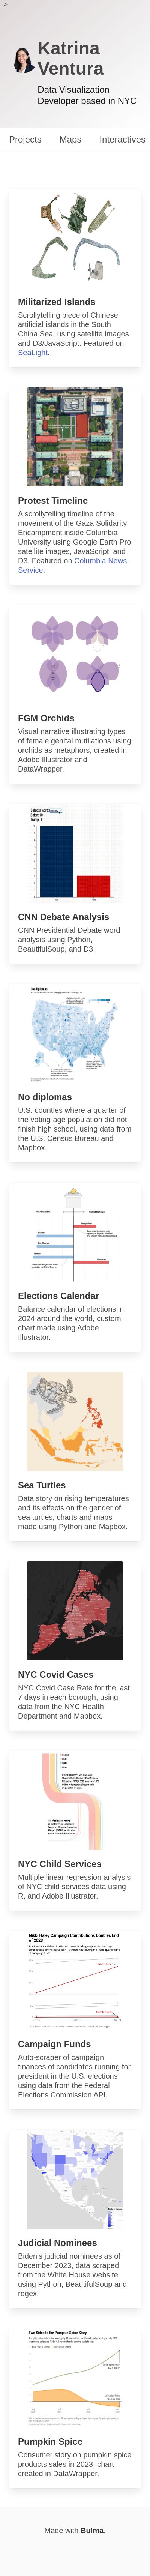 -->
Katrina
Ventura
Data Visualization
Developer based in NYC
Projects
Maps
Interactives
Militarized Islands
Scrollytelling piece of Chinese
artificial islands in the South
China Sea, using satellite images
and D3/JavaScript. Featured on
SeaLight.
Protest Timeline
A scrollytelling timeline of the
movement of the Gaza Solidarity
Encampment inside Columbia
University using Google Earth Pro
satellite images, JavaScript, and
D3. Featured on Columbia News
Service.
FGM Orchids
Visual narrative illustrating types
of female genital mutilations using
orchids as metaphors, created in
Adobe Illustrator and
DataWrapper.
CNN Debate Analysis
CNN Presidential Debate word
analysis using Python,
BeautifulSoup, and D3.
No diplomas
No diplomas
U.S. counties where a quarter of
the voting-age population did not
finish high school, using data from
the U.S. Census Bureau and
Mapbox.
Elections Calendar
Balance calendar of elections in
2024 around the world, custom
chart made using Adobe
Illustrator.
Sea Turtles
Data story on rising temperatures
and its effects on the gender of
sea turtles, charts and maps
made using Python and Mapbox.
NYC Covid Cases
NYC Covid Case Rate for the last
7 days in each borough, using
data from the NYC Health
Department and Mapbox.
NYC Child Services
Multiple linear regression analysis
of NYC child services data using
R, and Adobe Illustrator.
Nikki Haley Campaign Contributions Doubles End
of 2023
Campaign Funds
Auto-scraper of campaign
finances of candidates running for
president in the U.S. elections
using data from the Federal
Elections Commission API.
Judicial Nominees
Biden's judicial nominees as of
December 2023, data scraped
from the White House website
using Python, BeautifulSoup and
regex.
Two Sides to the Pumpkin Spice Story
Pumpkin Spice
Consumer story on pumpkin spice
products sales in 2023, chart
created in DataWrapper.
Made with Bulma.